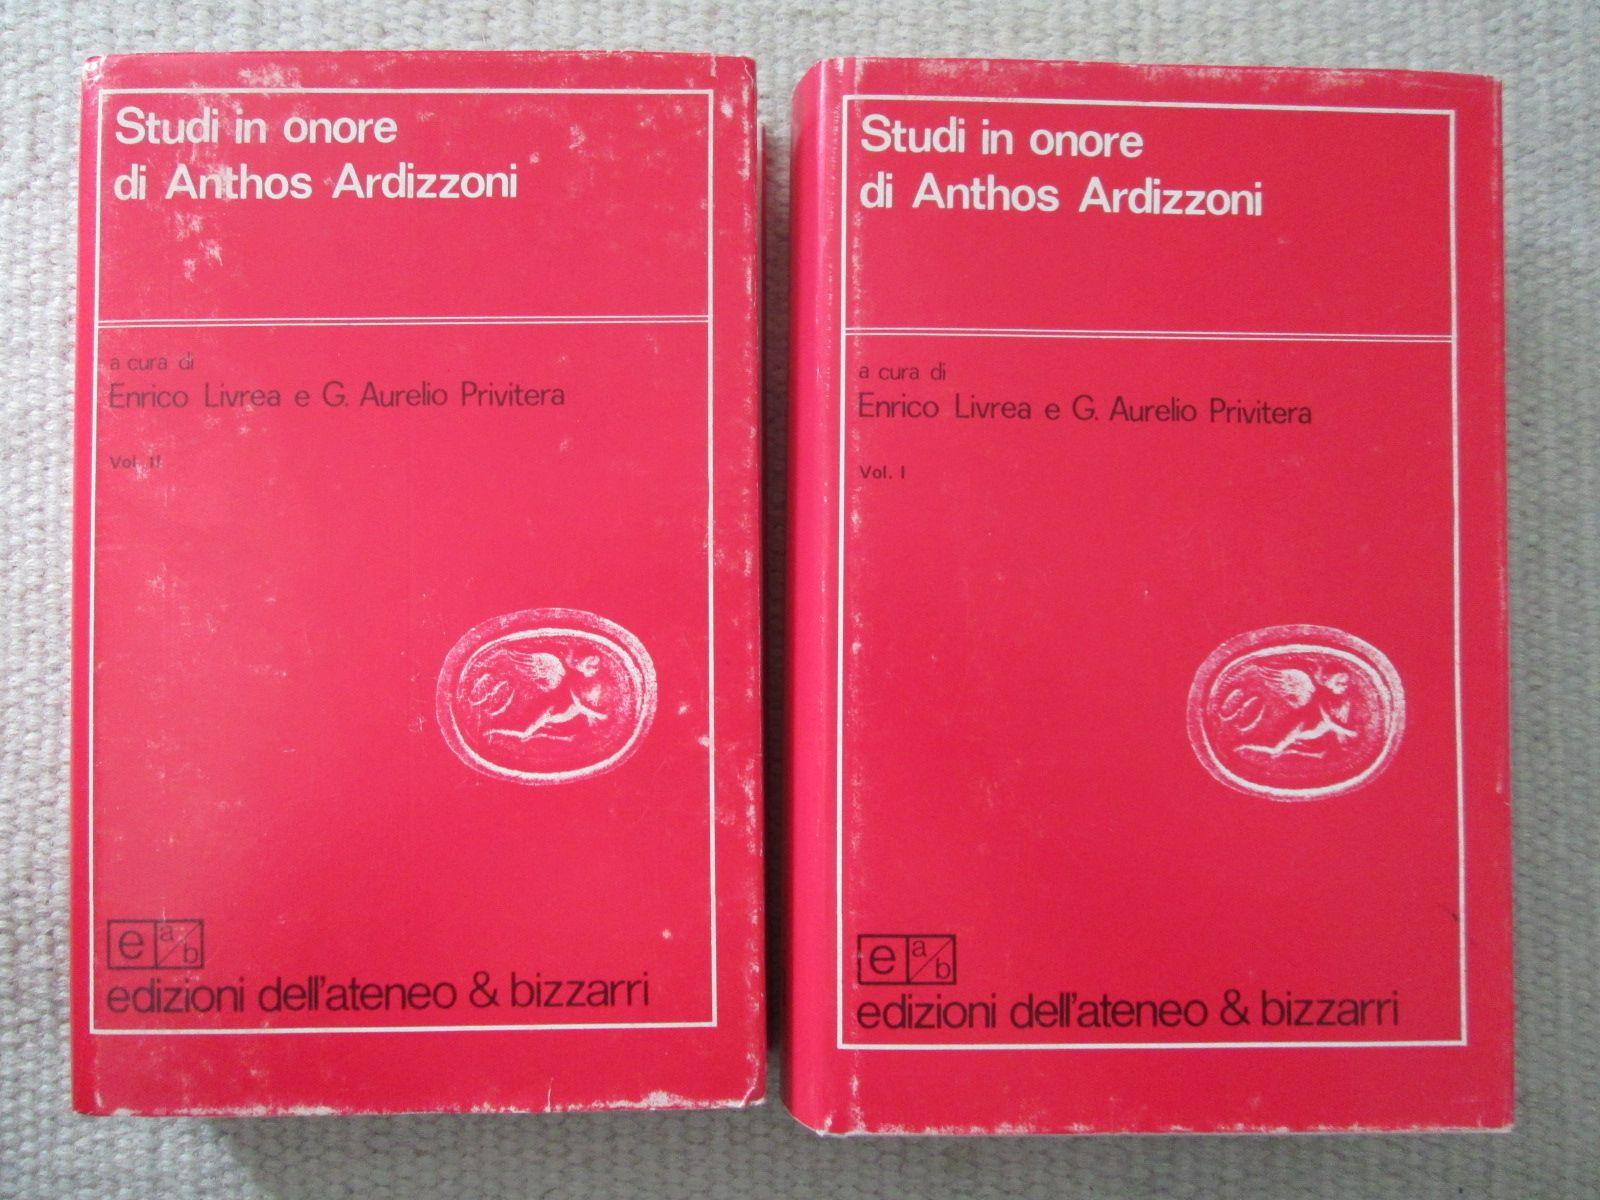 Studi in onore
di Anthos Ardizzoni
a cura di
Enrico Livrea e G. Aurelio Privitera
Vol. II
e a/b
edizioni dell'ateneo & bizzarri
Studi in onore
di Anthos Ardizzoni
a cura di
Enrico Livrea e G. Aurelio Privitera
Vol. I
e a/b
edizioni dell'ateneo & bizzarri